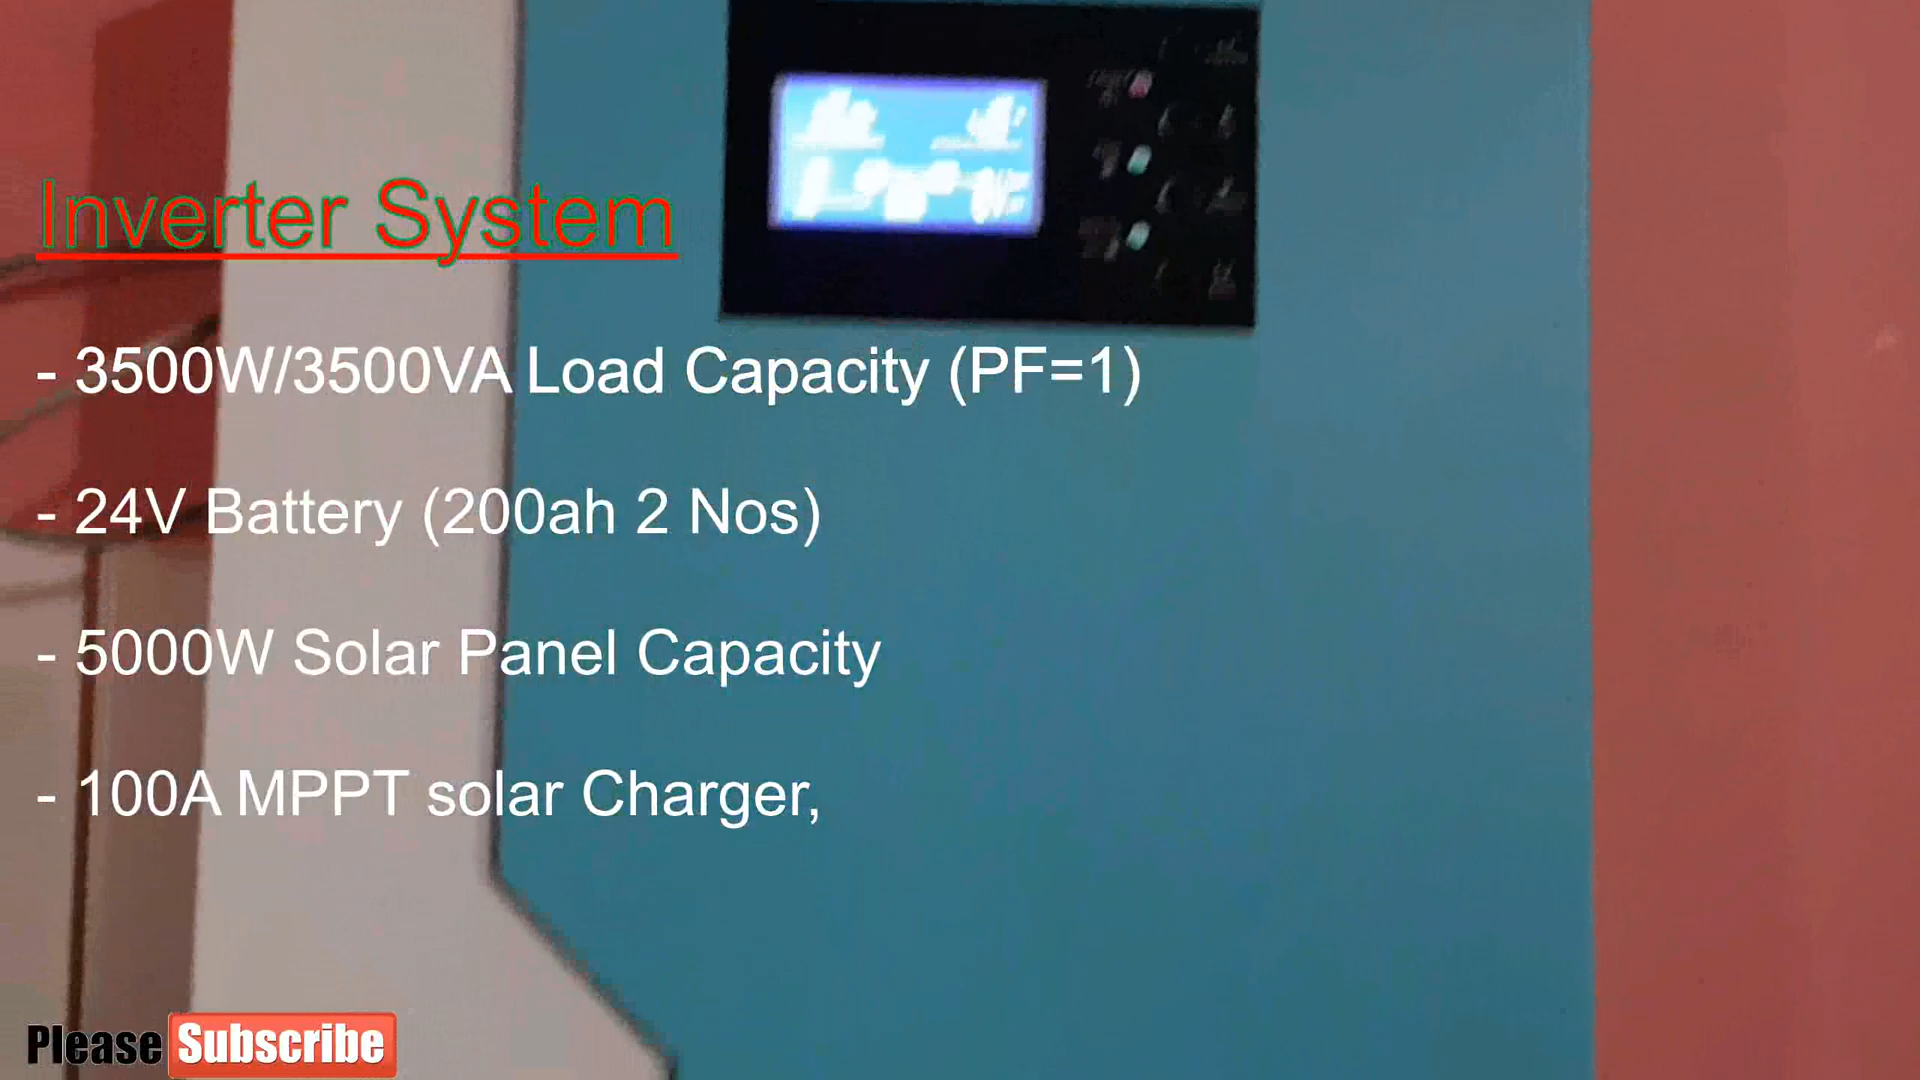 Inverter System
- 3500W/3500VA Load Capacity (PF=1)
- 24V Battery (200ah 2 Nos)
- 5000W Solar Panel Capacity
- 100A MPPT solar Charger,
Please Subscribe